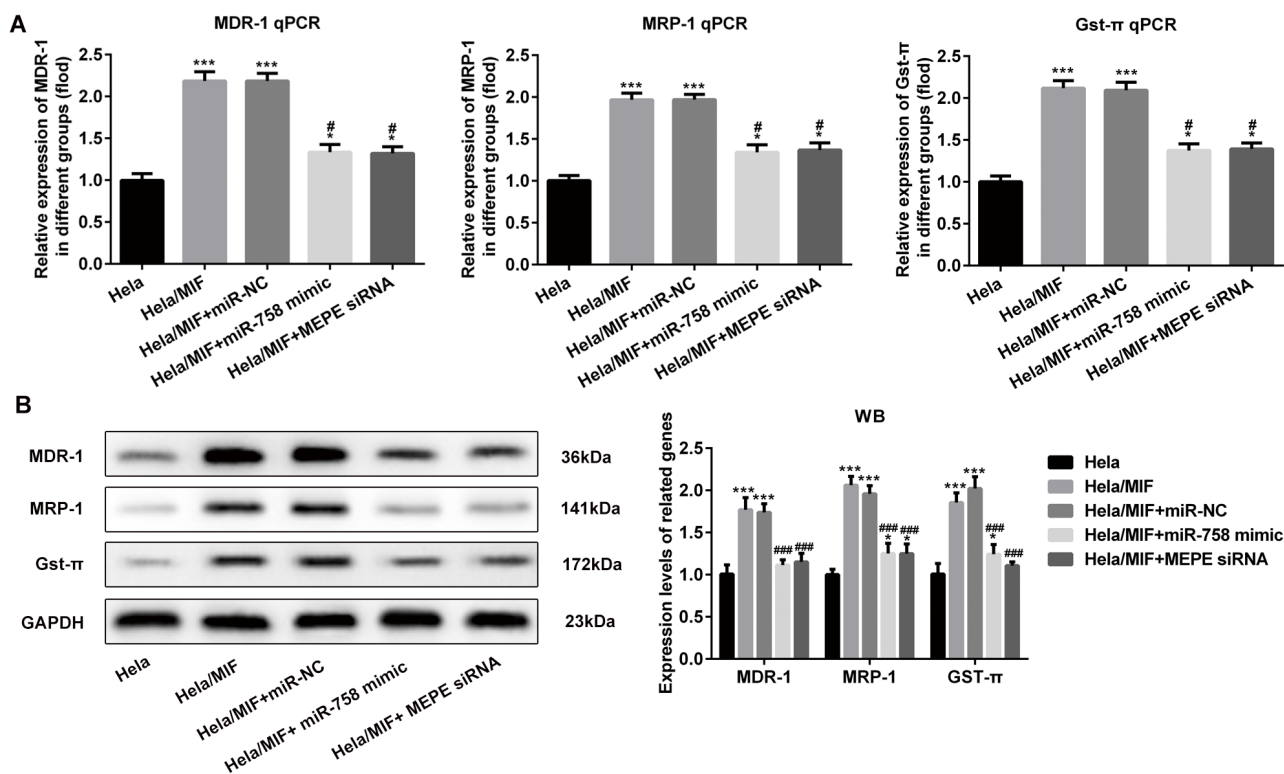 A
MDR-1 qPCR
Relative expression of MDR-1
in different groups (flod)
2.5
2.0
1.5
1.0
0.5
0.0
***
***
#
*
#
*
Hela
Hela/MIF
Hela/MIF+miR-NC
Hela/MIF+miR-758 mimic
Hela/MIF+MEPE siRNA
MRP-1 qPCR
Relative expression of MRP-1
in different groups (flod)
2.5
2.0
1.5
1.0
0.5
0.0
***
***
#
*
#
*
Hela
Hela/MIF
Hela/MIF+miR-NC
Hela/MIF+miR-758 mimic
Hela/MIF+MEPE siRNA
Gst-π qPCR
Relative expression of Gst-π
in different groups (flod)
2.5
2.0
1.5
1.0
0.5
0.0
***
***
#
*
#
*
Hela
Hela/MIF
Hela/MIF+miR-NC
Hela/MIF+miR-758 mimic
Hela/MIF+MEPE siRNA
B
MDR-1 36kDa
MRP-1 141kDa
Gst-π 172kDa
GAPDH 23kDa
Hela
Hela/MIF
Hela/MIF+miR-NC
Hela/MIF+ miR-758 mimic
Hela/MIF+ MEPE siRNA
WB
Expression levels of related genes
2.5
2.0
1.5
1.0
0.5
0.0
***
***
###
###
***
***
###
*
###
*
***
***
###
*
###
MDR-1
MRP-1
GST-π
Hela
Hela/MIF
Hela/MIF+miR-NC
Hela/MIF+miR-758 mimic
Hela/MIF+MEPE siRNA